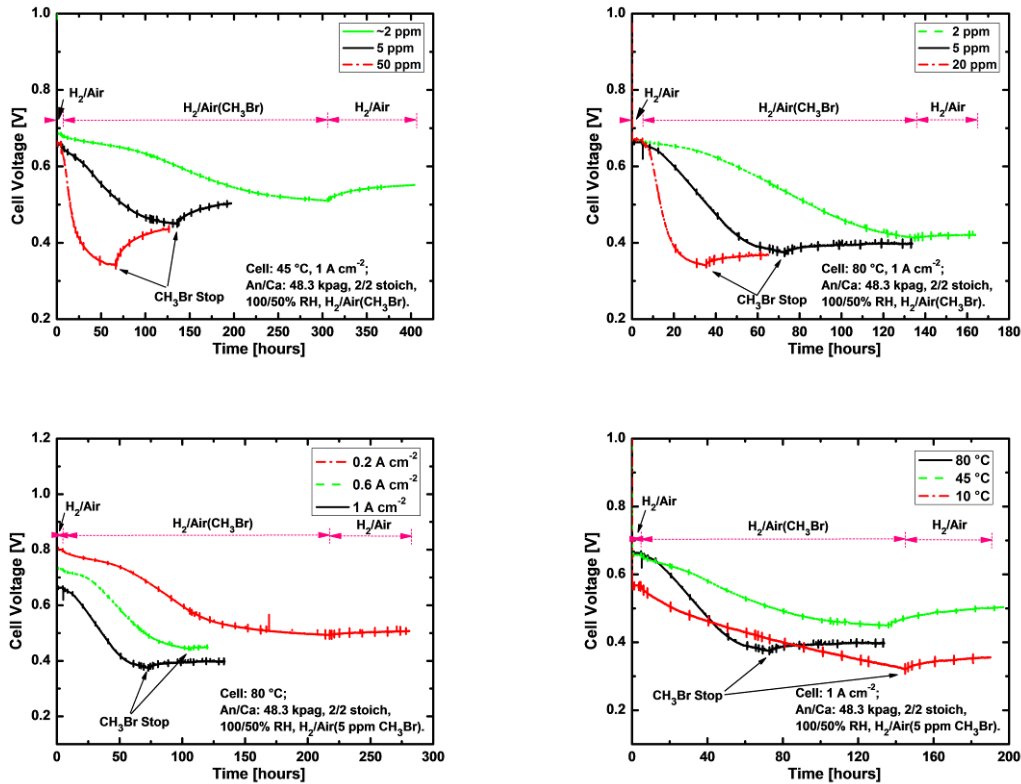 1.0
0.8
0.6
0.4
0.2
Cell Voltage [V]
~2 ppm
5 ppm
50 ppm
H2/Air
H2/Air(CH3Br)
H2/Air
CH3Br Stop
Cell: 45 °C, 1 A cm-2;
An/Ca: 48.3 kpag, 2/2 stoich,
100/50% RH, H2/Air(CH3Br).
0 50 100 150 200 250 300 350 400
Time [hours]
1.0
0.8
0.6
0.4
0.2
Cell Voltage [V]
2 ppm
5 ppm
20 ppm
H2/Air
H2/Air(CH3Br)
H2/Air
CH3Br Stop
Cell: 80 °C, 1 A cm-2;
An/Ca: 48.3 kpag, 2/2 stoich,
100/50% RH, H2/Air(CH3Br).
0 20 40 60 80 100 120 140 160 180
Time [hours]
1.2
1.0
0.8
0.6
0.4
0.2
Cell Voltage [V]
0.2 A cm-2
0.6 A cm-2
1 A cm-2
H2/Air
H2/Air(CH3Br)
H2/Air
CH3Br Stop
Cell: 80 °C;
An/Ca: 48.3 kpag, 2/2 stoich,
100/50% RH, H2/Air(5 ppm CH3Br).
0 50 100 150 200 250 300
Time [hours]
1.0
0.8
0.6
0.4
0.2
Cell Voltage [V]
80 °C
45 °C
10 °C
H2/Air
H2/Air(CH3Br)
H2/Air
CH3Br Stop
Cell: 1 A cm-2;
An/Ca: 48.3 kpag, 2/2 stoich,
100/50% RH, H2/Air(5 ppm CH3Br).
0 40 80 120 160 200
Time [hours]